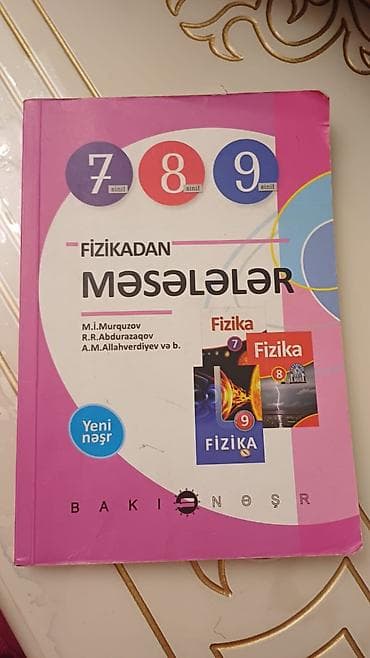 7 sinif 8 sinif 9 sinif
FİZİKADAN
MƏSƏLƏLƏR
M.İ.Murquzov
R.R.Abdurazaqov
A.M.Allahverdiyev və b.
Fizika
7
Fizika
8
9
FİZİKA
Yeni
nəşr
BAKI NƏŞR